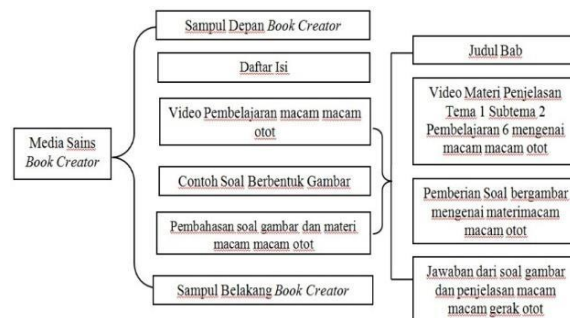 Media Sains
Book Creator
Sampul Depan Book Creator
Daftar Isi
Video Pembelajaran macam macam
otot
Contoh Soal Berbentuk Gambar
Pembahasan soal gambar dan materi
macam macam otot
Sampul Belakang Book Creator
Judul Bab
Video Materi Penjelasan
Tema 1 Subtema 2
Pembelajaran 6 mengenai
macam macam otot
Pemberian Soal bergambar
mengenai materimacam
macam otot
Jawaban dari soal gambar
dan penjelasan macam
macam gerak otot